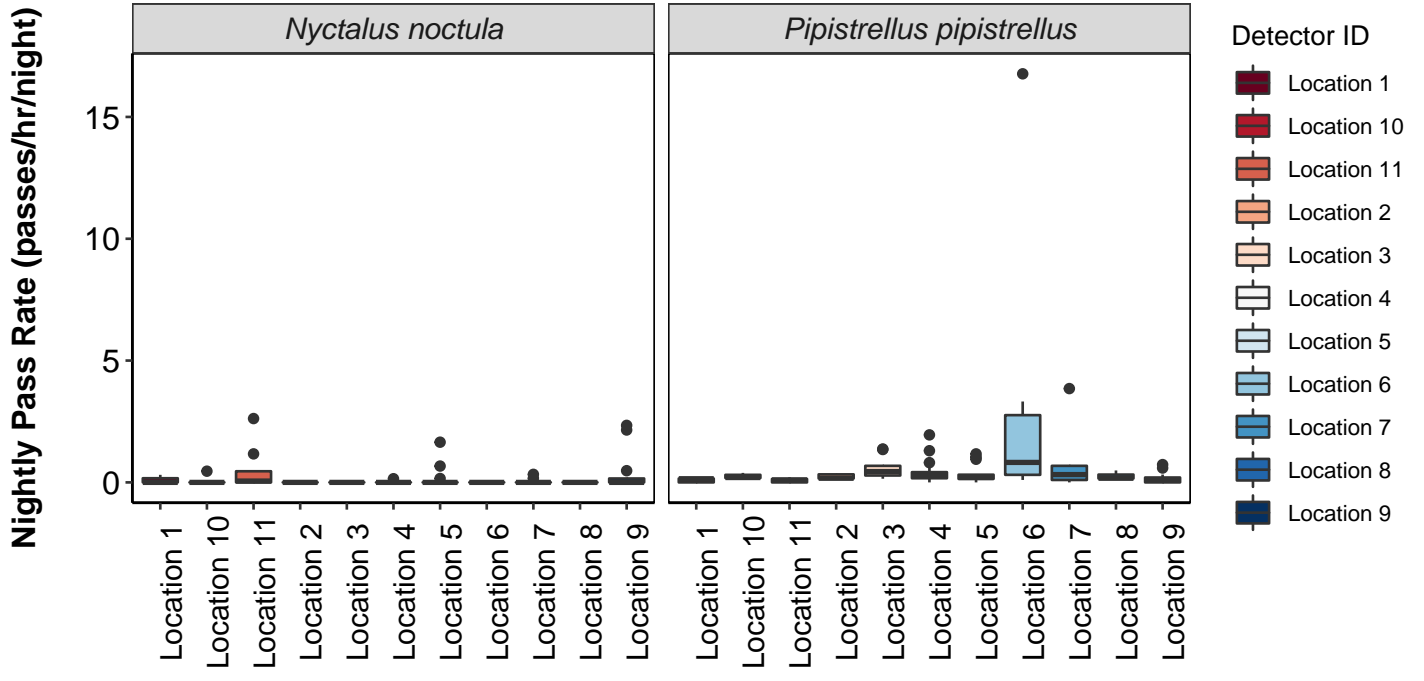 Nyctalus noctula
Pipistrellus pipistrellus
Nightly Pass Rate (passes/hr/night)
15
10
5
0
Location 1
Location 10
Location 11
Location 2
Location 3
Location 4
Location 5
Location 6
Location 7
Location 8
Location 9
Location 1
Location 10
Location 11
Location 2
Location 3
Location 4
Location 5
Location 6
Location 7
Location 8
Location 9
Detector ID
Location 1
Location 10
Location 11
Location 2
Location 3
Location 4
Location 5
Location 6
Location 7
Location 8
Location 9